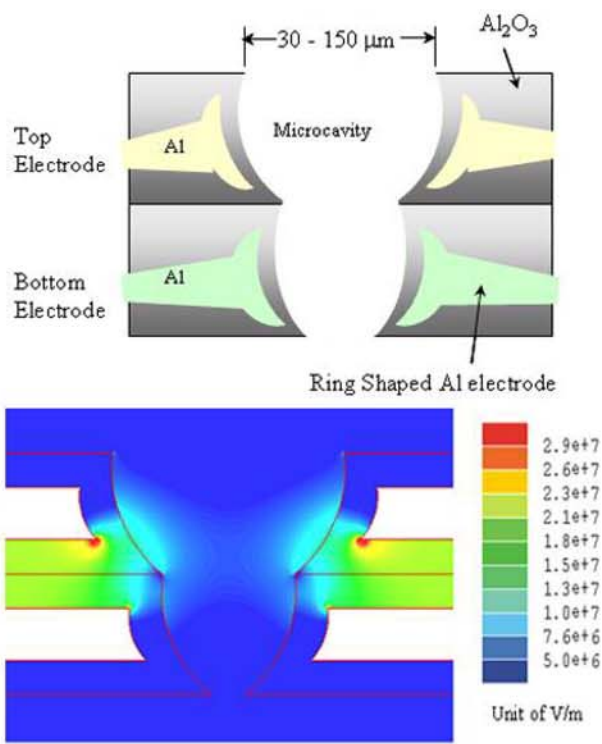 30 - 150 μm
Al₂O₃
Microcavity
Top
Electrode
Al
Bottom
Electrode
Al
Ring Shaped Al electrode
2.9e+7
2.6e+7
2.3e+7
2.1e+7
1.8e+7
1.5e+7
1.3e+7
1.0e+7
7.6e+6
5.0e+6
Unit of V/m